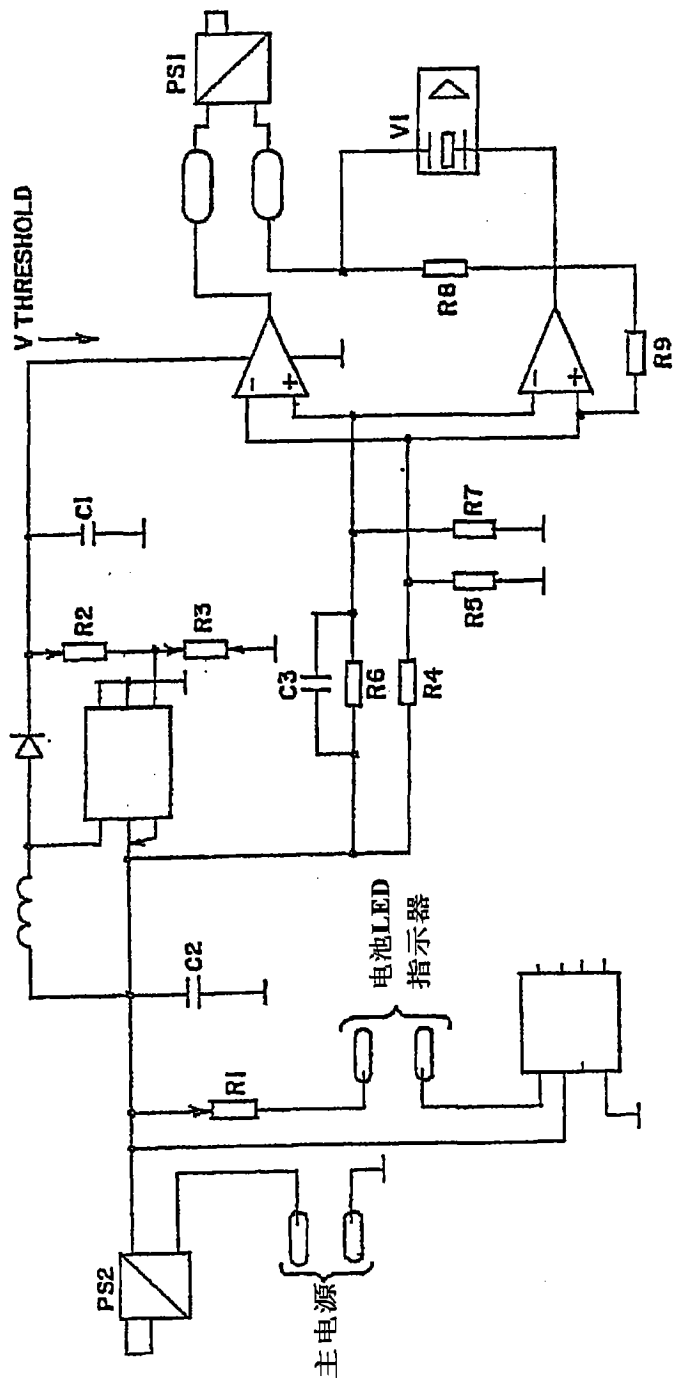 PS1
V THRESHOLD
V1
R8
R9
−
+
−
+
C1
R2
R3
R7
R5
C3
R6
R4
C2
电池LED
指示器
R1
PS2
主电源